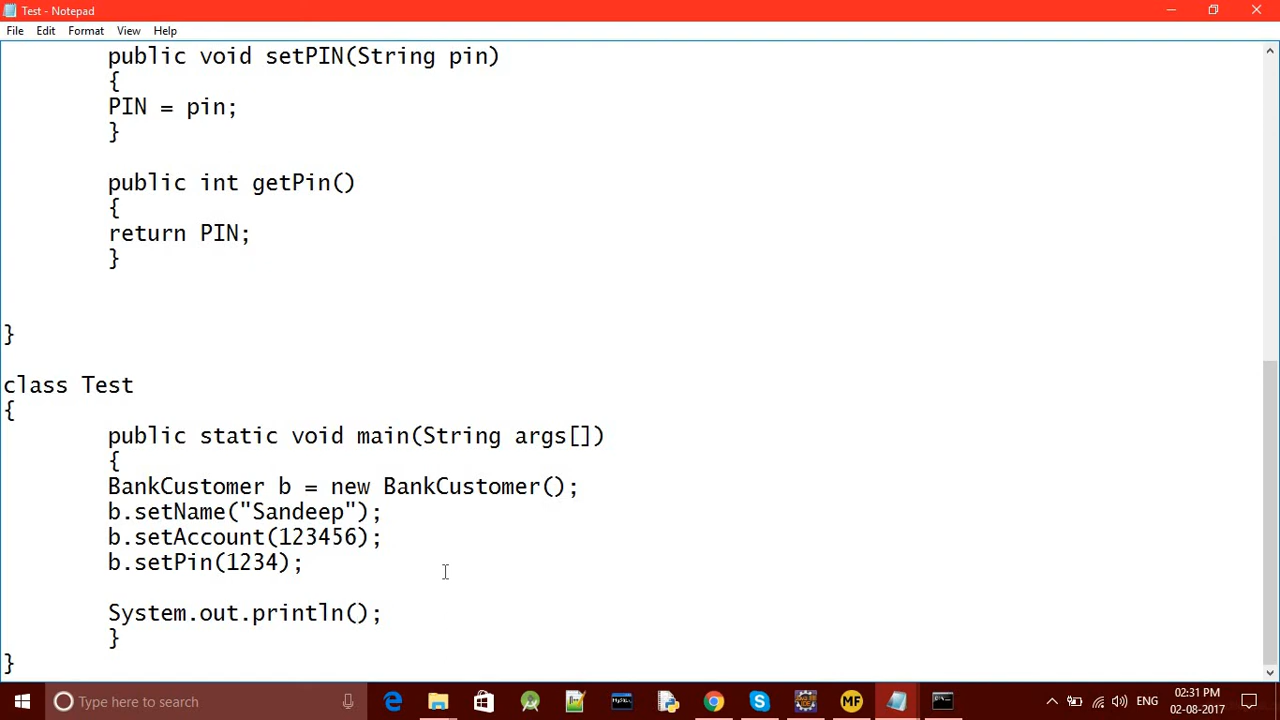 Test - Notepad
File Edit Format View Help
public void setPIN(String pin)
{
PIN = pin;
}
public int getPin()
{
return PIN;
}
}
class Test
{
public static void main(String args[])
{
BankCustomer b = new BankCustomer();
b.setName("Sandeep");
b.setAccount(123456);
b.setPin(1234);
System.out.println();
}
}
Type here to search
MF
ENG
02:31 PM
02-08-2017